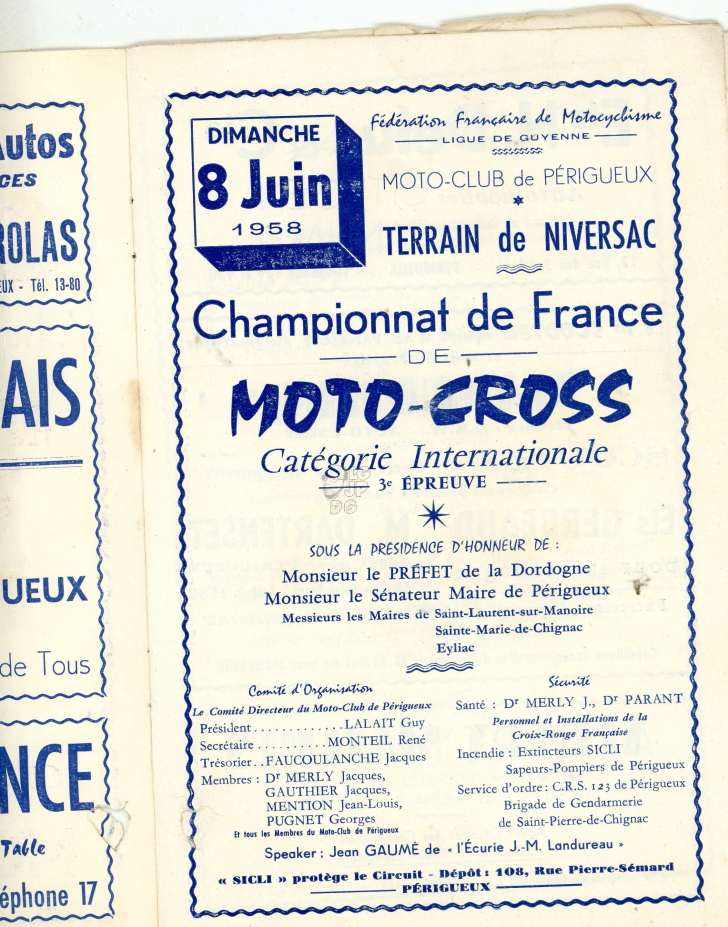 Autos
CES
ROLAS
EUX - Tél. 13-80
AIS
UEUX
de Tous
NCE
Table
éphone 17
DIMANCHE
8 Juin
1958
Fédération Française de Motocyclisme
LIGUE DE GUYENNE
MOTO-CLUB de PÉRIGUEUX
TERRAIN de NIVERSAC
Championnat de France
DE
MOTO-CROSS
Catégorie Internationale
3e ÉPREUVE
SOUS LA PRÉSIDENCE D'HONNEUR DE :
Monsieur le PRÉFET de la Dordogne
Monsieur le Sénateur Maire de Périgueux
Messieurs les Maires de Saint-Laurent-sur-Manoire
Sainte-Marie-de-Chignac
Eyliac
Comité d'Organisation
Le Comité Directeur du Moto-Club de Périgueux
Président . . . . . . . . . . . . LALAIT Guy
Secrétaire . . . . . . . . . . MONTEIL René
Trésorier . . FAUCOULANCHE Jacques
Membres : Dr MERLY Jacques,
GAUTHIER Jacques,
MENTION Jean-Louis,
PUGNET Georges
Et tous les Membres du Moto-Club de Périgueux
Sécurité
Santé : Dr MERLY J., Dr PARANT
Personnel et Installations de la
Croix-Rouge Française
Incendie : Extincteurs SICLI
Sapeurs-Pompiers de Périgueux
Service d'ordre : C.R.S. 123 de Périgueux
Brigade de Gendarmerie
de Saint-Pierre-de-Chignac
Speaker : Jean GAUMÉ de « l'Écurie J.-M. Landureau »
« SICLI » protège le Circuit - Dépôt : 108, Rue Pierre-Sémard
PÉRIGUEUX